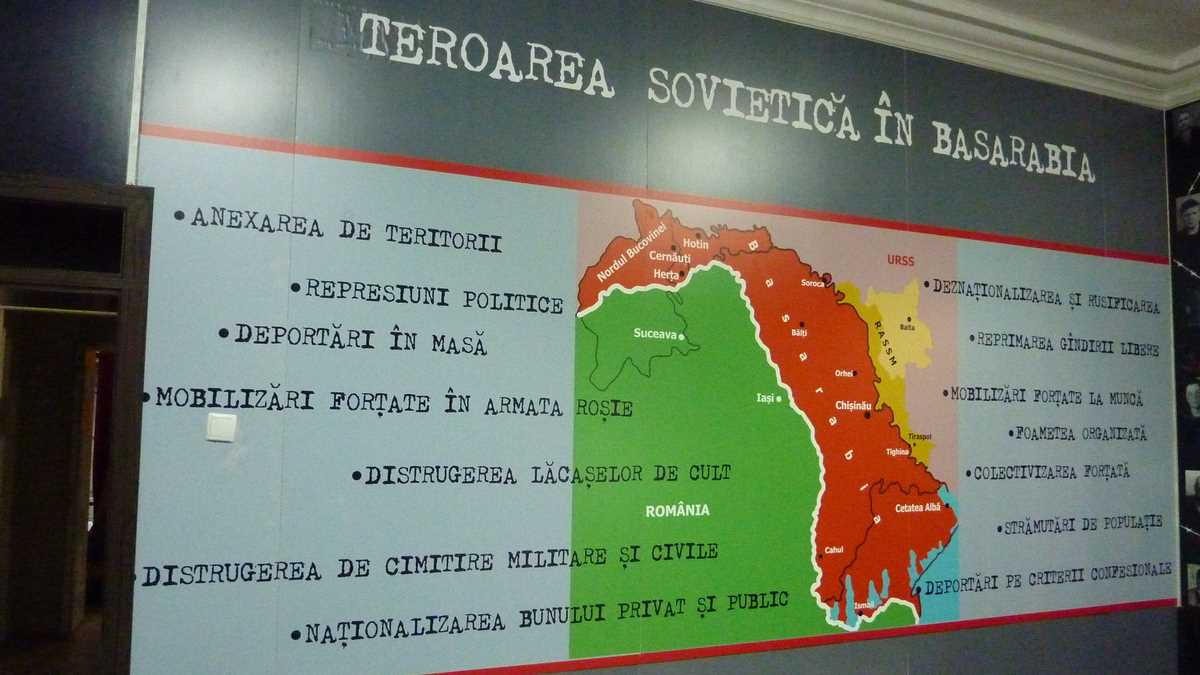 TEROAREA SOVIETICĂ ÎN BASARABIA
•ANEXAREA DE TERITORII
•REPRESIUNI POLITICE
•DEPORTĂRI ÎN MASĂ
•MOBILIZĂRI FORȚATE ÎN ARMATA ROȘIE
•DISTRUGEREA LĂCAȘELOR DE CULT
•DISTRUGEREA DE CIMITIRE MILITARE ȘI CIVILE
•NAȚIONALIZAREA BUNULUI PRIVAT ȘI PUBLIC
Nordul Bucovinei
Hotin
Cernăuți
Herța
Suceava
Iași
ROMÂNIA
Basarabia
Soroca
Bălți
Orhei
Chișinău
Tighina
Cetatea Albă
Cahul
Ismail
URSS
RASSM
Balta
Tiraspol
•DEZNAȚIONALIZAREA ȘI RUSIFICAREA
•REPRIMAREA GÎNDIRII LIBERE
•MOBILIZĂRI FORȚATE LA MUNCĂ
•FOAMETEA ORGANIZATĂ
•COLECTIVIZAREA FORȚATĂ
•STRĂMUTĂRI DE POPULAȚIE
•DEPORTĂRI PE CRITERII CONFESIONALE